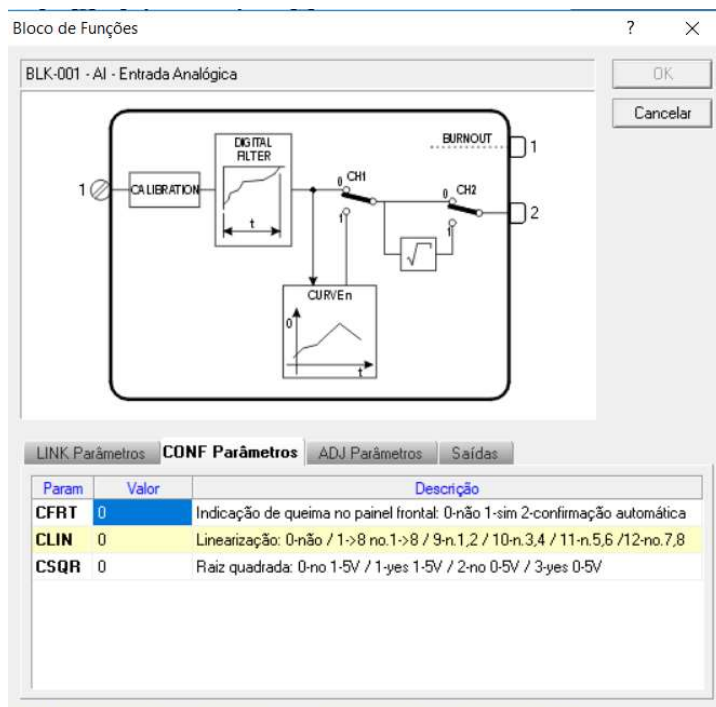 Bloco de Funções ? ×
BLK-001 - AI - Entrada Analógica
OK
Cancelar
DIGITAL
FILTER
BURNOUT
1
1
CALIBRATION
0 CH1
0 CH2
2
t
1
1
√
CURVEn
0
t
LINK Parâmetros CONF Parâmetros ADJ Parâmetros Saídas
Param Valor Descrição
CFRT 0 Indicação de queima no painel frontal: 0-não 1-sim 2-confirmação automática
CLIN 0 Linearização: 0-não / 1->8 no.1->8 / 9-n.1,2 / 10-n.3,4 / 11-n.5,6 /12-no.7,8
CSQR 0 Raiz quadrada: 0-no 1-5V / 1-yes 1-5V / 2-no 0-5V / 3-yes 0-5V